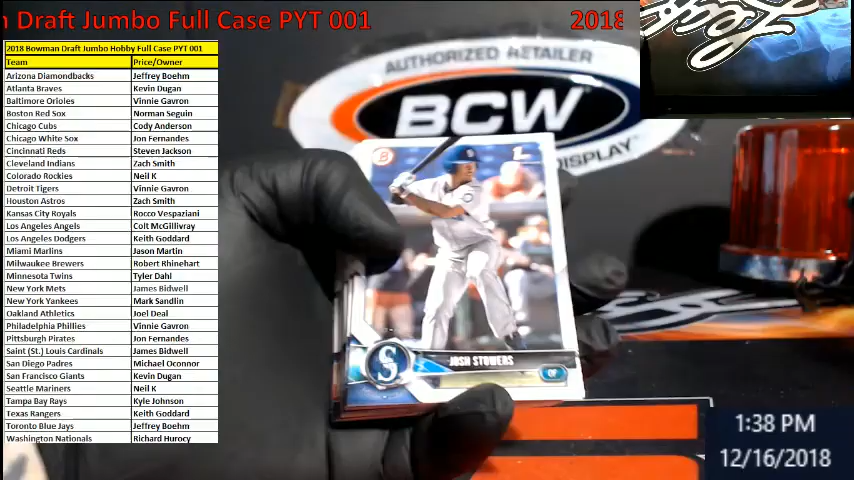 n Draft Jumbo Full Case PYT 001
2018
2018 Bowman Draft Jumbo Hobby Full Case PYT 001
Team Price/Owner
Arizona Diamondbacks Jeffrey Boehm
Atlanta Braves Kevin Dugan
Baltimore Orioles Vinnie Gavron
Boston Red Sox Norman Seguin
Chicago Cubs Cody Anderson
Chicago White Sox Jon Fernandes
Cincinnati Reds Steven Jackson
Cleveland Indians Zach Smith
Colorado Rockies Neil K
Detroit Tigers Vinnie Gavron
Houston Astros Zach Smith
Kansas City Royals Rocco Vespaziani
Los Angeles Angels Colt McGillivray
Los Angeles Dodgers Keith Goddard
Miami Marlins Jason Martin
Milwaukee Brewers Robert Rhinehart
Minnesota Twins Tyler Dahl
New York Mets James Bidwell
New York Yankees Mark Sandlin
Oakland Athletics Joel Deal
Philadelphia Phillies Vinnie Gavron
Pittsburgh Pirates Jon Fernandes
Saint (St.) Louis Cardinals James Bidwell
San Diego Padres Michael Oconnor
San Francisco Giants Kevin Dugan
Seattle Mariners Neil K
Tampa Bay Rays Kyle Johnson
Texas Rangers Keith Goddard
Toronto Blue Jays Jeffrey Boehm
Washington Nationals Richard Hurocy
AUTHORIZED RETAILER
BCW
DISPLAY
B
S
JOSH STOWERS
OF
1:38 PM
12/16/2018